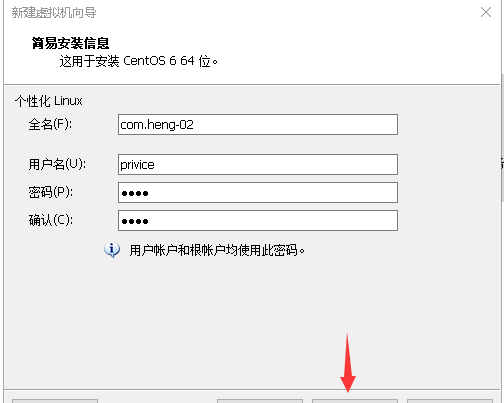 新建虚拟机向导
简易安装信息
这用于安装 CentOS 6 64 位。
个性化 Linux
全名(F):
com.heng-02
用户名(U):
privice
密码(P):
●●●●
确认(C):
●●●●
用户帐户和根帐户均使用此密码。